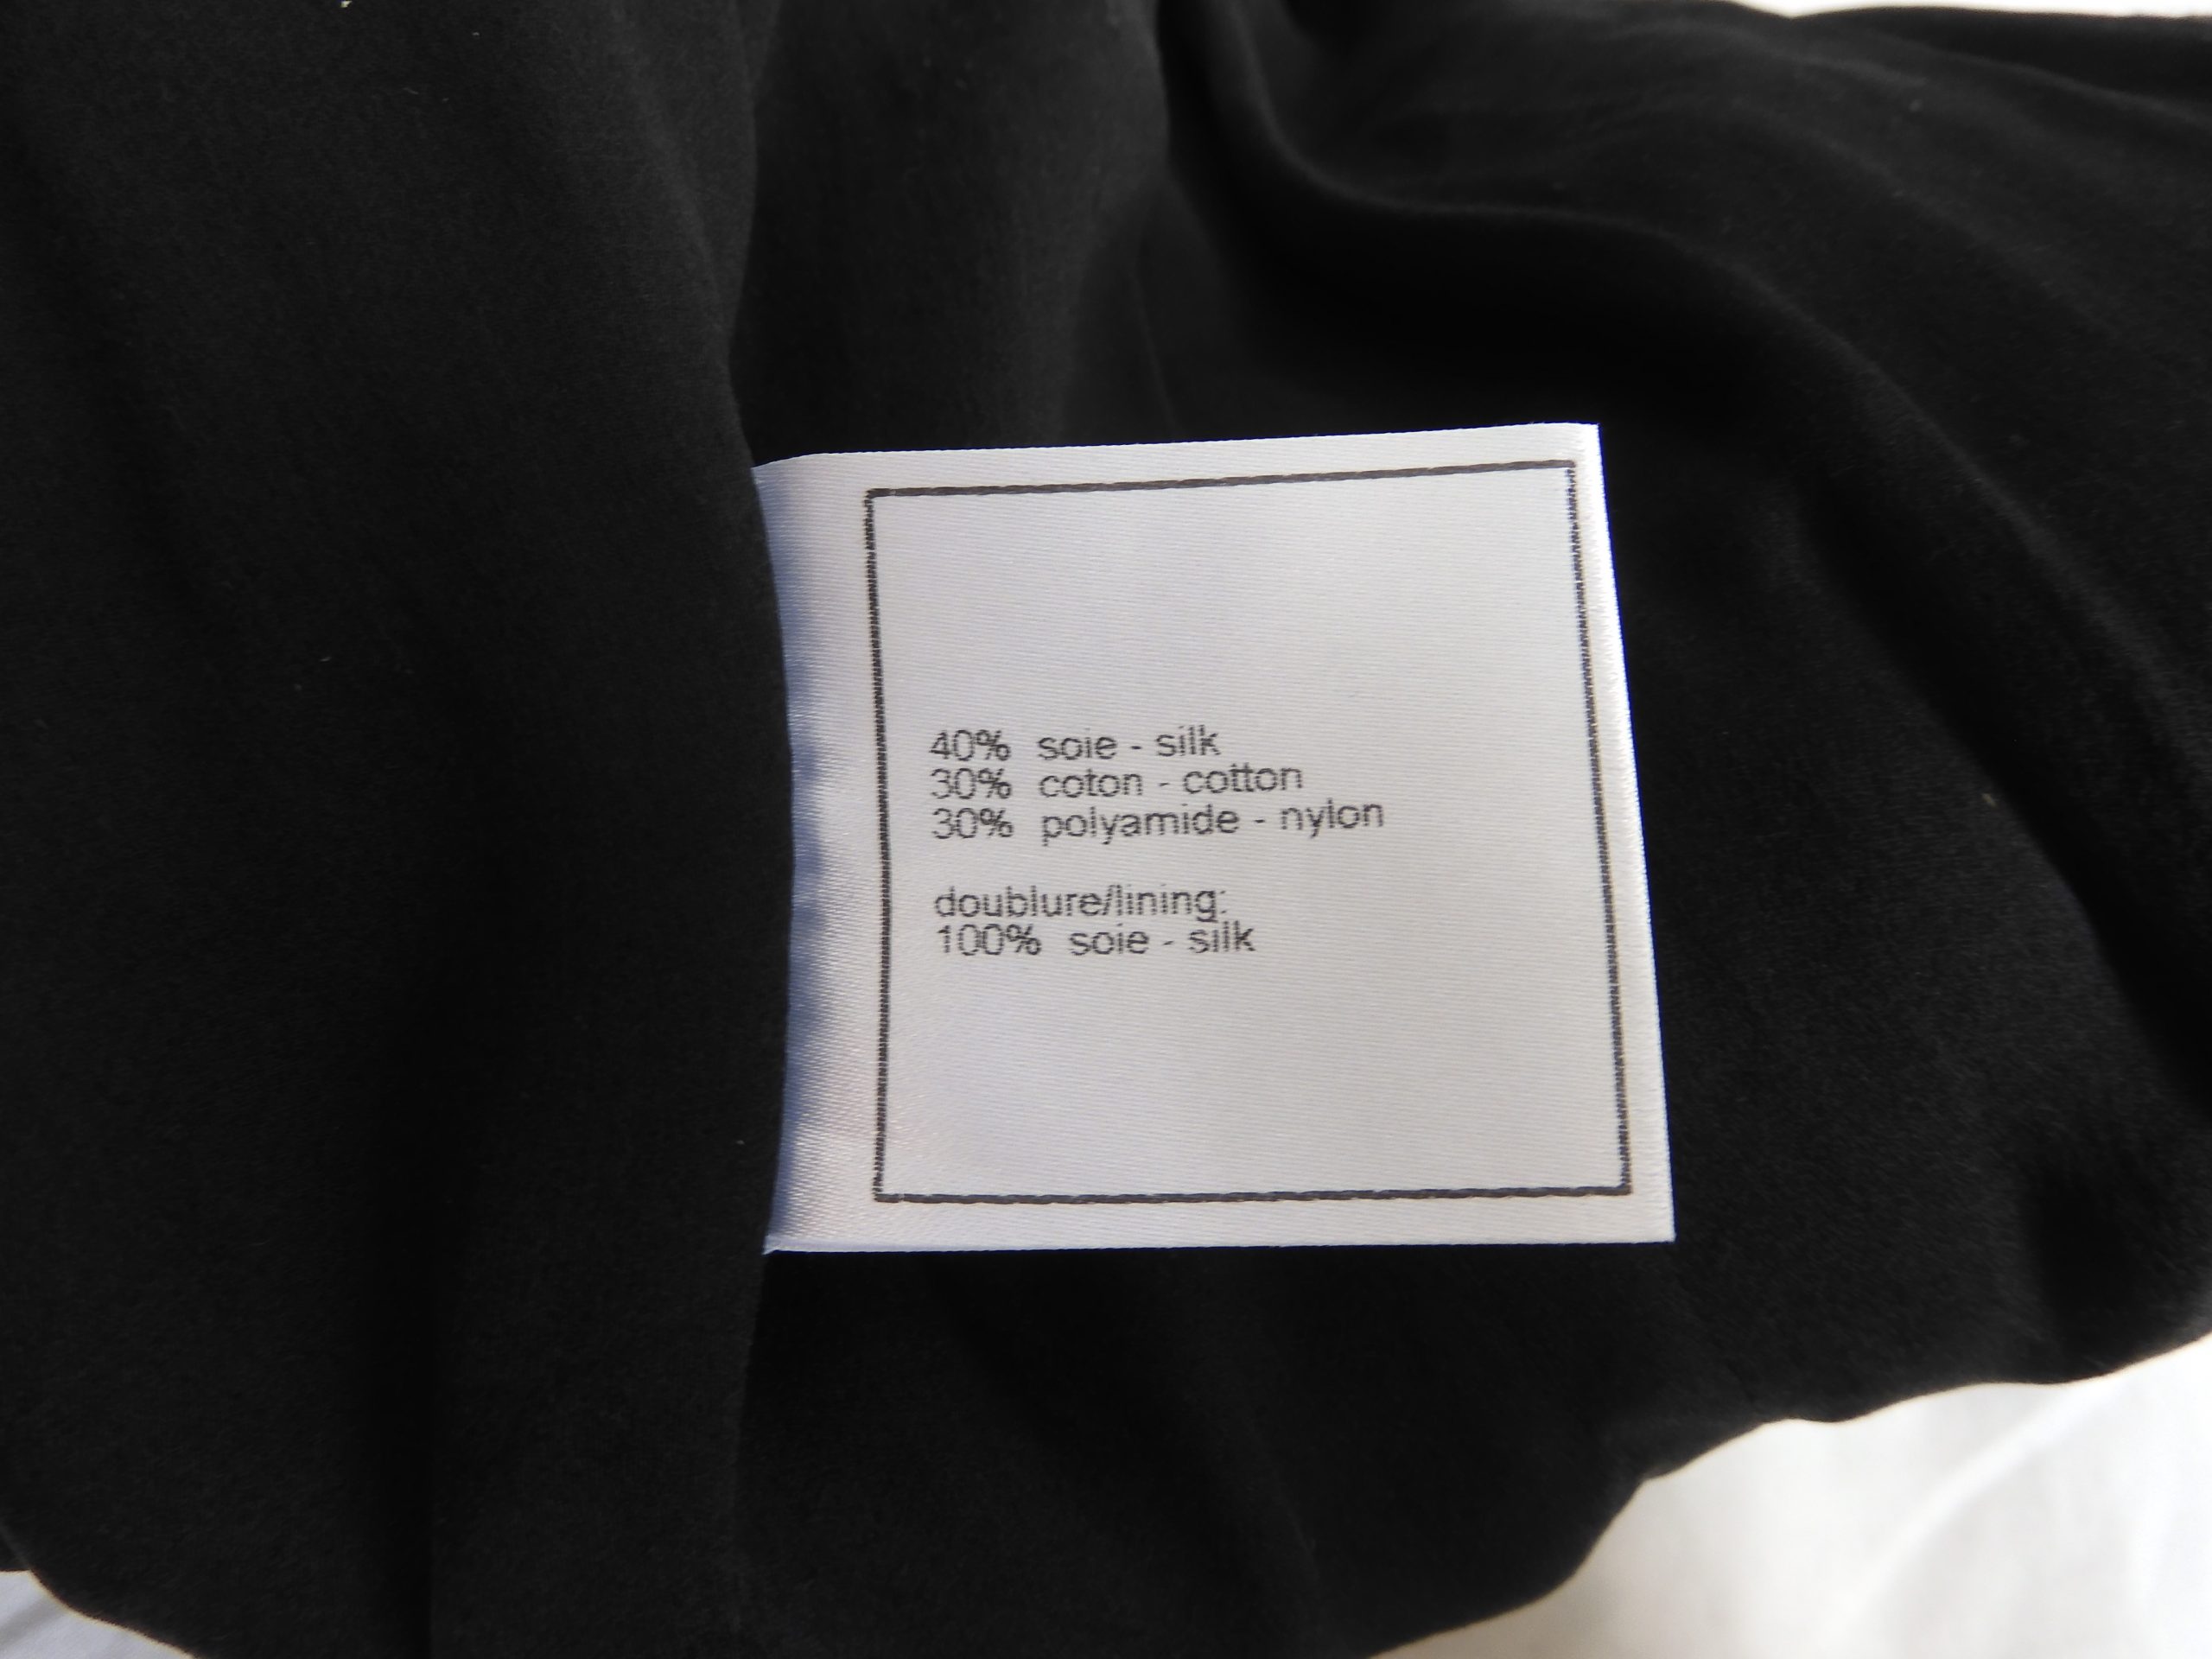 40% soie - silk
30% coton - cotton
30% polyamide - nylon
doublure/lining:
100% soie - silk